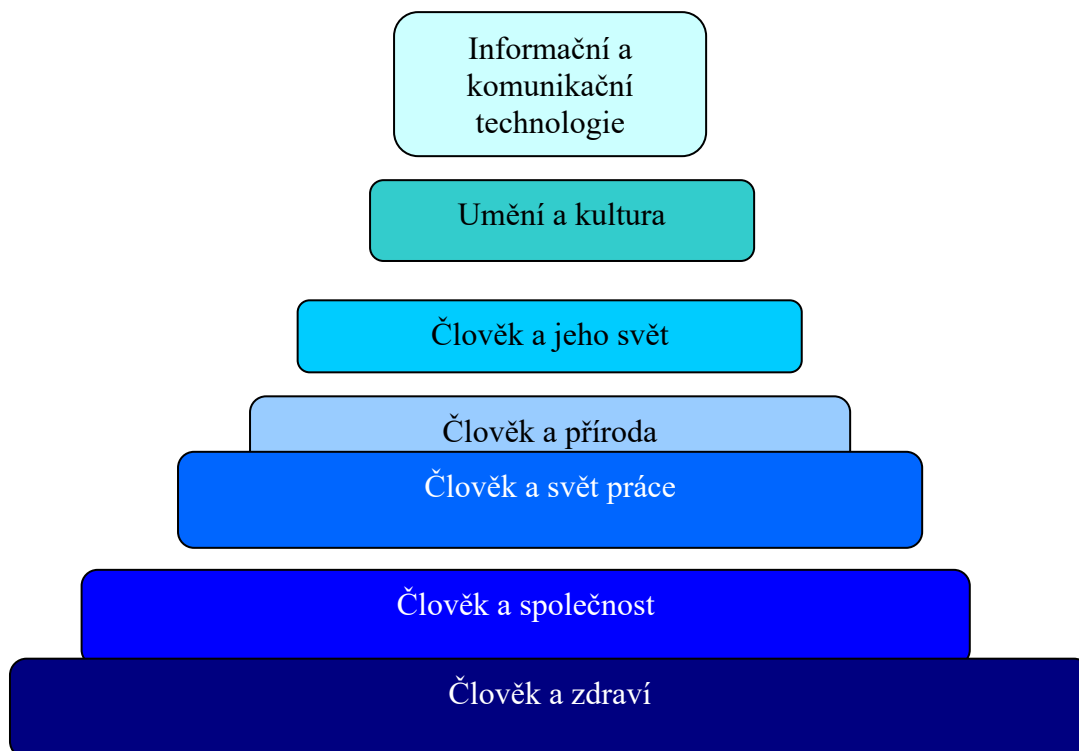 Informační a
komunikační
technologie
Umění a kultura
Člověk a jeho svět
Člověk a příroda
Člověk a svět práce
Člověk a společnost
Člověk a zdraví